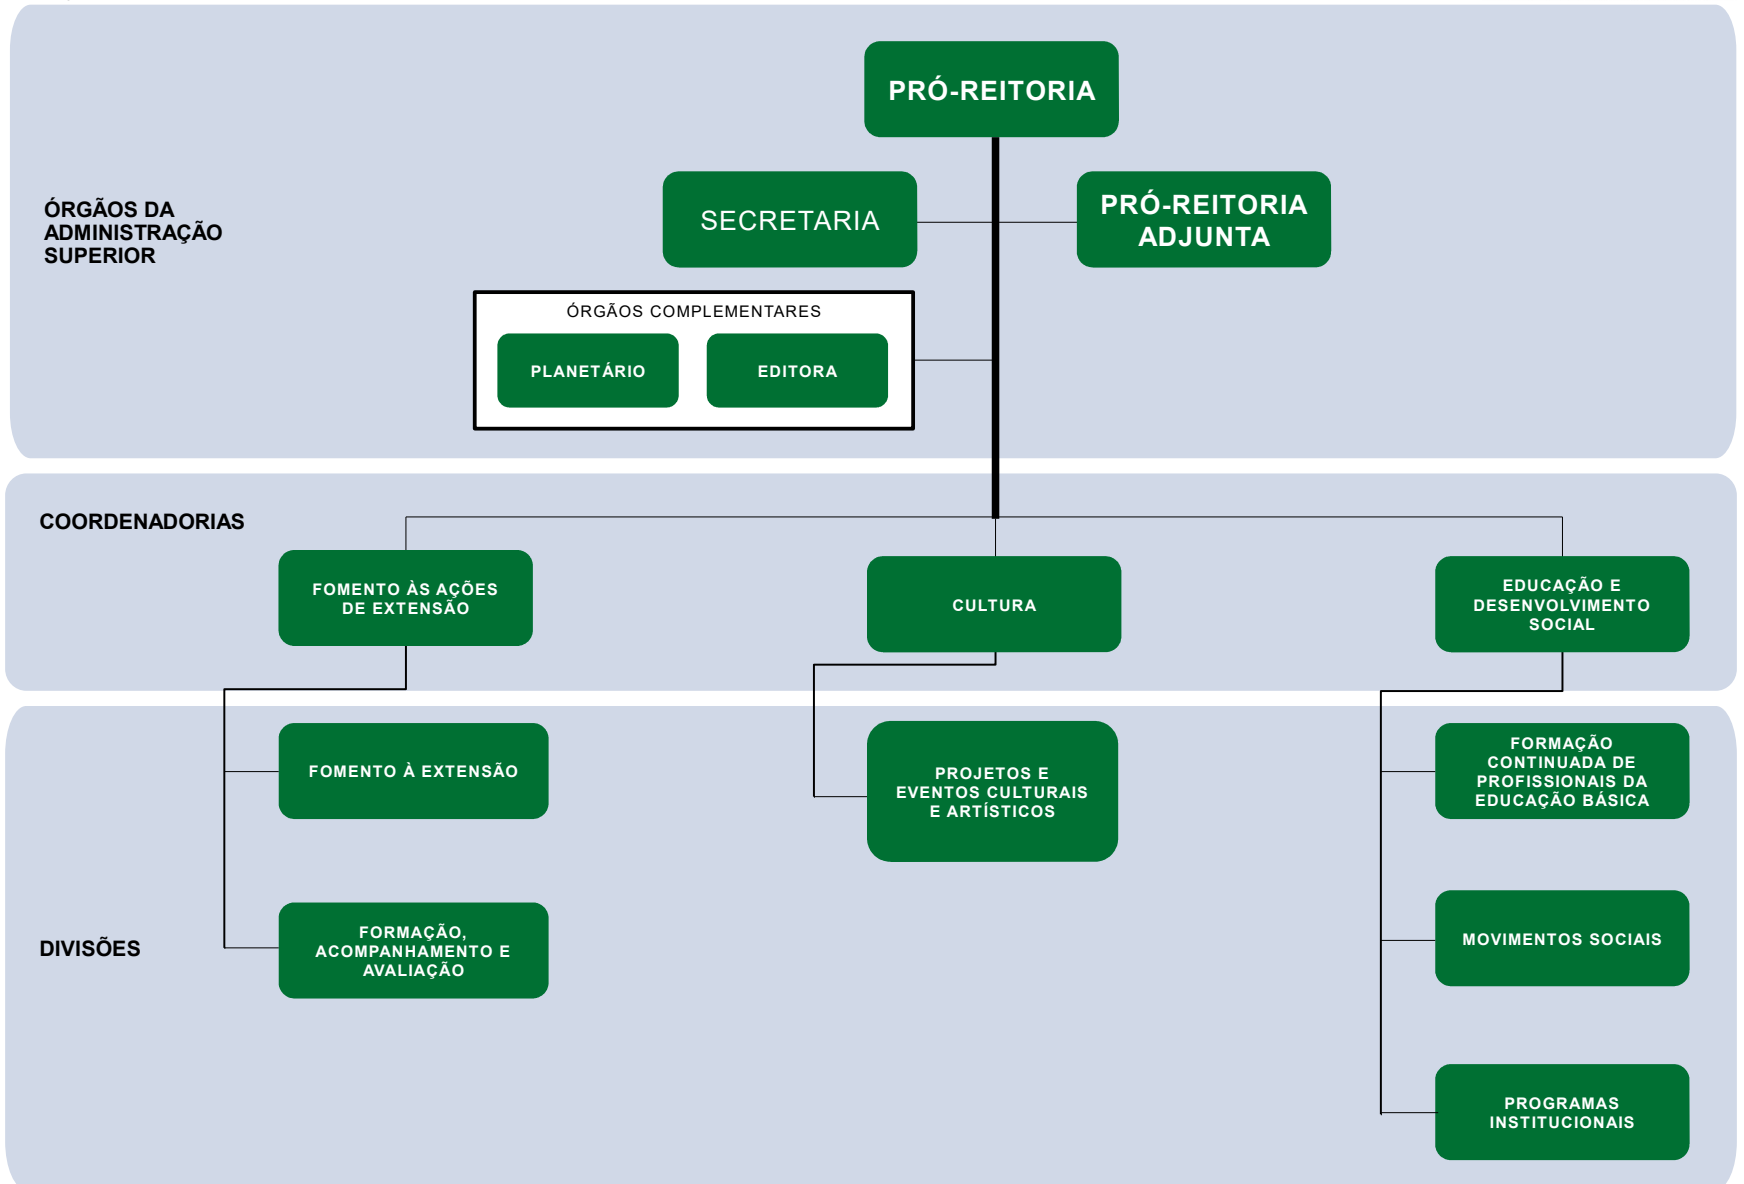 PRÓ-REITORIA
ÓRGÃOS DA
ADMINISTRAÇÃO
SUPERIOR
SECRETARIA
PRÓ-REITORIA
ADJUNTA
ÓRGÃOS COMPLEMENTARES
PLANETÁRIO
EDITORA
COORDENADORIAS
FOMENTO ÀS AÇÕES
DE EXTENSÃO
CULTURA
EDUCAÇÃO E
DESENVOLVIMENTO
SOCIAL
DIVISÕES
FOMENTO À EXTENSÃO
FORMAÇÃO,
ACOMPANHAMENTO E
AVALIAÇÃO
PROJETOS E
EVENTOS CULTURAIS
E ARTÍSTICOS
FORMAÇÃO
CONTINUADA DE
PROFISSIONAIS DA
EDUCAÇÃO BÁSICA
MOVIMENTOS SOCIAIS
PROGRAMAS
INSTITUCIONAIS